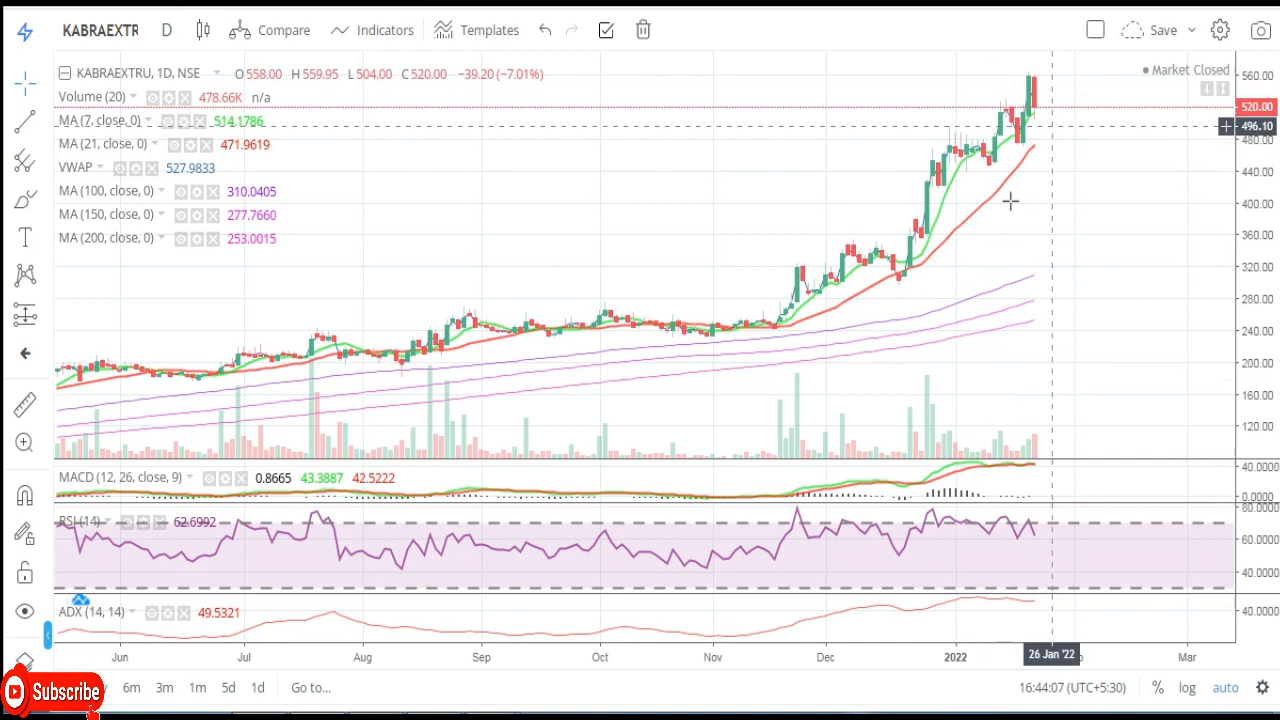 KABRAEXTR D Compare Indicators Templates Save
KABRAEXTRU, 1D, NSE O 558.00 H 559.95 L 504.00 C 520.00 −39.20 (−7.01%)
Market Closed
Volume (20) 478.66K n/a
MA (7, close, 0) 514.1786
MA (21, close, 0) 471.9619
VWAP 527.9833
MA (100, close, 0) 310.0405
MA (150, close, 0) 277.7660
MA (200, close, 0) 253.0015
560.00
520.00
496.10
480.00
440.00
400.00
360.00
320.00
280.00
240.00
200.00
160.00
120.00
MACD (12, 26, close, 9) 0.8665 43.3887 42.5222
40.0000
0.0000
RSI (14) 62.6992
80.0000
60.0000
40.0000
ADX (14, 14) 49.5321
40.0000
Jun Jul Aug Sep Oct Nov Dec 2022 26 Jan '22 Mar
Subscribe
6m 3m 1m 5d 1d Go to... 16:44:07 (UTC+5:30) % log auto